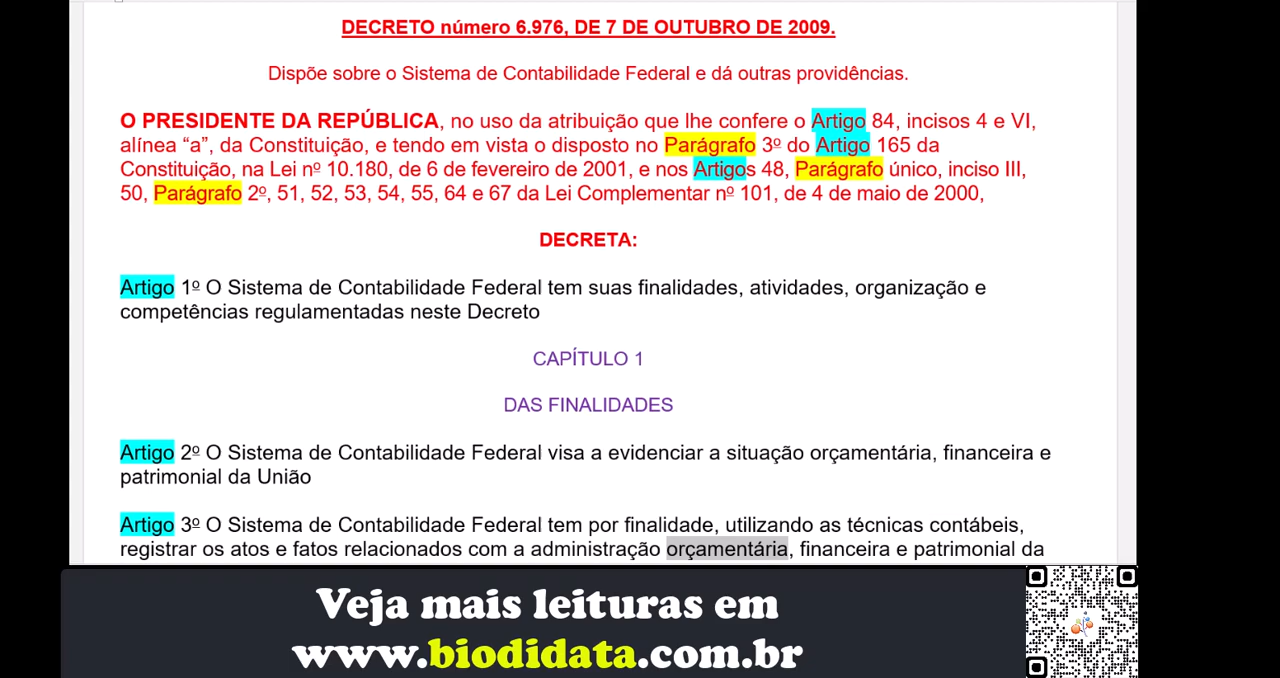 DECRETO número 6.976, DE 7 DE OUTUBRO DE 2009.
Dispõe sobre o Sistema de Contabilidade Federal e dá outras providências.
O PRESIDENTE DA REPÚBLICA, no uso da atribuição que lhe confere o Artigo 84, incisos 4 e VI,
alínea “a”, da Constituição, e tendo em vista o disposto no Parágrafo 3º do Artigo 165 da
Constituição, na Lei nº 10.180, de 6 de fevereiro de 2001, e nos Artigos 48, Parágrafo único, inciso III,
50, Parágrafo 2º, 51, 52, 53, 54, 55, 64 e 67 da Lei Complementar nº 101, de 4 de maio de 2000,
DECRETA:
Artigo 1º O Sistema de Contabilidade Federal tem suas finalidades, atividades, organização e
competências regulamentadas neste Decreto
CAPÍTULO 1
DAS FINALIDADES
Artigo 2º O Sistema de Contabilidade Federal visa a evidenciar a situação orçamentária, financeira e
patrimonial da União
Artigo 3º O Sistema de Contabilidade Federal tem por finalidade, utilizando as técnicas contábeis,
registrar os atos e fatos relacionados com a administração orçamentária, financeira e patrimonial da
Veja mais leituras em
www.biodidata.com.br